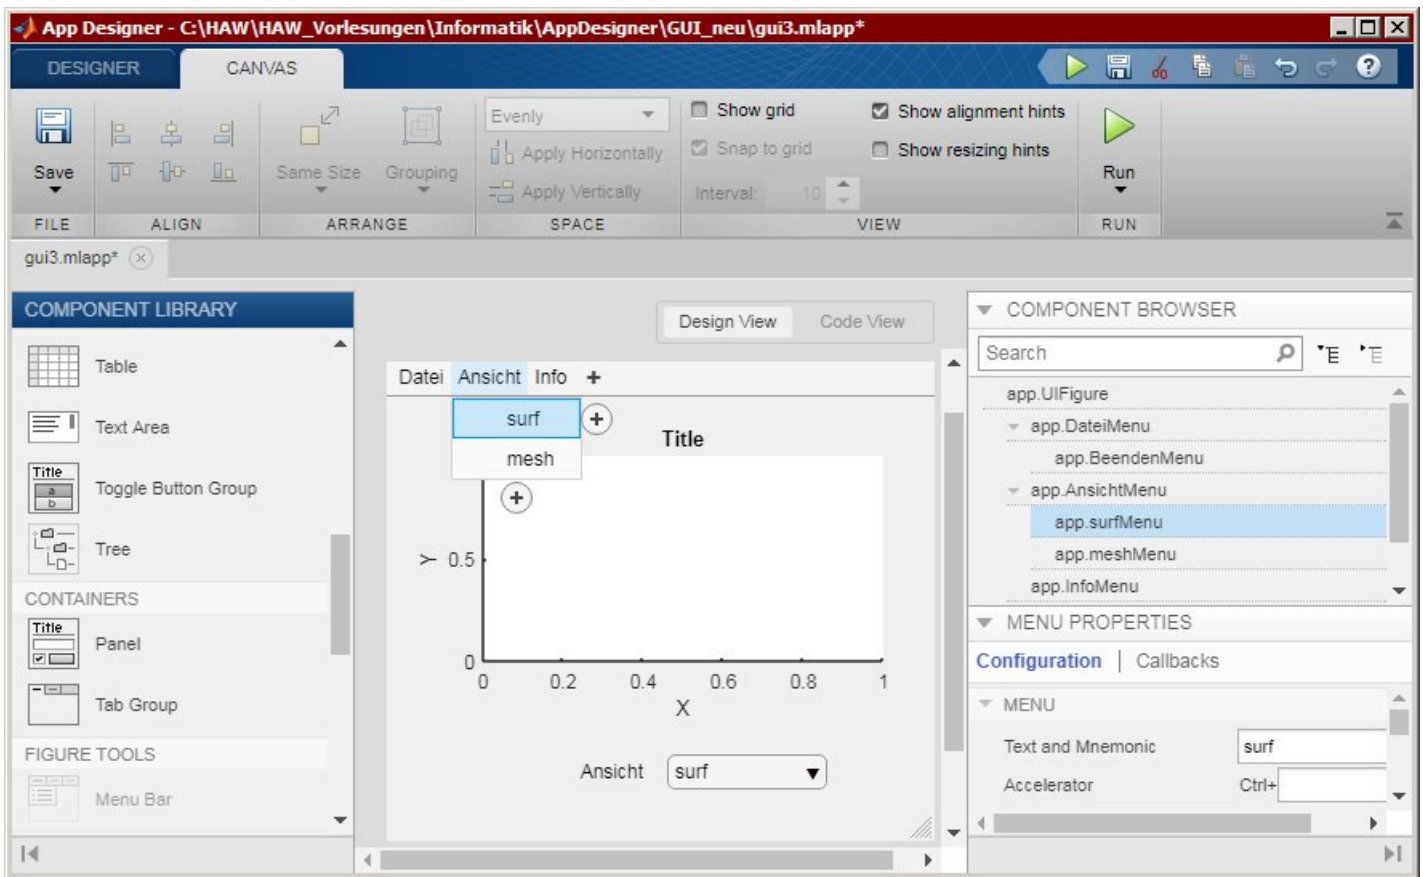 App Designer - C:\HAW\HAW_Vorlesungen\Informatik\AppDesigner\GUI_neu\gui3.mlapp*
DESIGNER CANVAS
Save
FILE
ALIGN
Same Size Grouping
ARRANGE
Evenly
Apply Horizontally
Apply Vertically
SPACE
Show grid
Snap to grid
Interval: 10
Show alignment hints
Show resizing hints
VIEW
Run
RUN
gui3.mlapp*
COMPONENT LIBRARY
Table
Text Area
Title
a
b
Toggle Button Group
Tree
CONTAINERS
Title
Panel
Tab Group
FIGURE TOOLS
Menu Bar
Design View Code View
Datei Ansicht Info +
surf
mesh
Title
Y
0.5
0
0 0.2 0.4 0.6 0.8 1
X
Ansicht surf
COMPONENT BROWSER
Search
app.UIFigure
app.DateiMenu
app.BeendenMenu
app.AnsichtMenu
app.surfMenu
app.meshMenu
app.InfoMenu
MENU PROPERTIES
Configuration | Callbacks
MENU
Text and Mnemonic surf
Accelerator Ctrl+